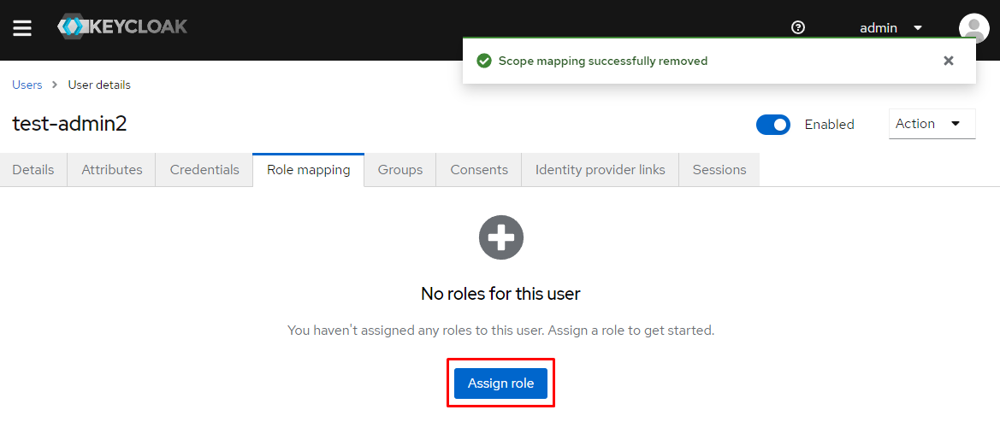 KEYCLOAK
admin
Scope mapping successfully removed
Users User details
test-admin2
Enabled
Action
Details Attributes Credentials Role mapping Groups Consents Identity provider links Sessions
No roles for this user
You haven't assigned any roles to this user. Assign a role to get started.
Assign role